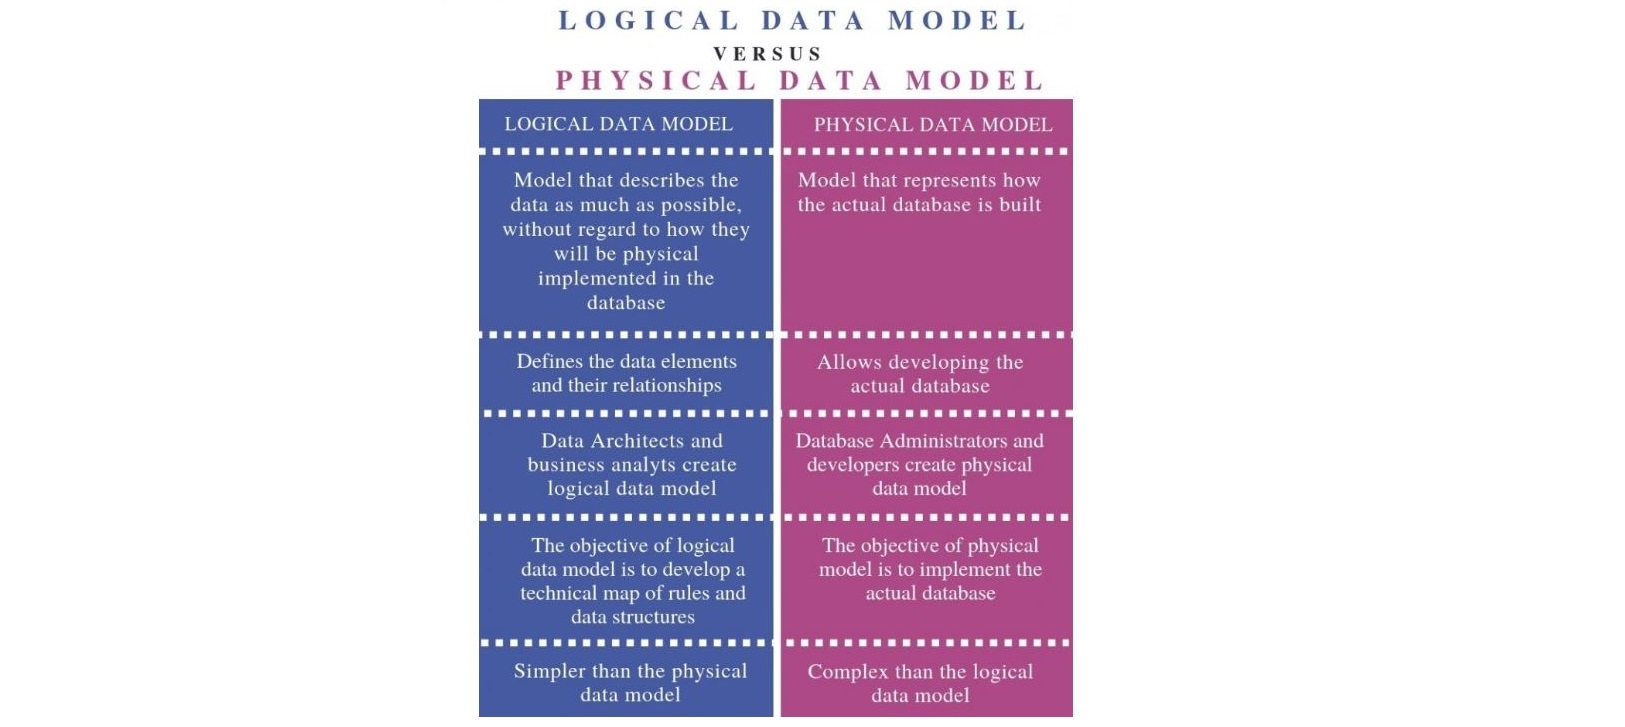 LOGICAL DATA MODEL
VERSUS
PHYSICAL DATA MODEL
LOGICAL DATA MODEL
PHYSICAL DATA MODEL
Model that describes the
data as much as possible,
without regard to how they
will be physical
implemented in the
database
Model that represents how
the actual database is built
Defines the data elements
and their relationships
Allows developing the
actual database
Data Architects and
business analyts create
logical data model
Database Administrators and
developers create physical
data model
The objective of logical
data model is to develop a
technical map of rules and
data structures
The objective of physical
model is to implement the
actual database
Simpler than the physical
data model
Complex than the logical
data model